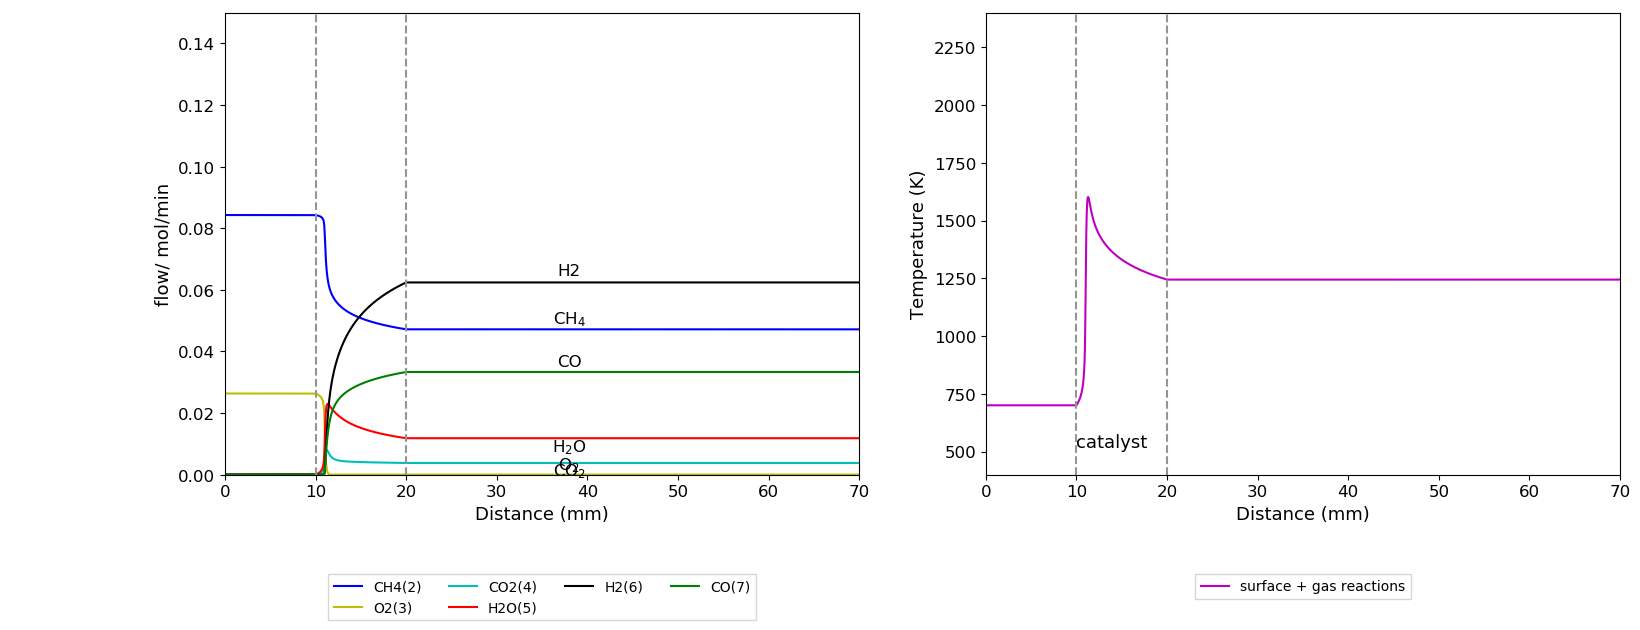 0.14
0.12
0.10
0.08
0.06
0.04
0.02
0.00
flow/ mol/min
H2
CH₄
CO
H₂O
O₂
CO₂
0 10 20 30 40 50 60 70
Distance (mm)
CH4(2) CO2(4) H2(6) CO(7)
O2(3) H2O(5)
2250
2000
1750
1500
1250
1000
750
500
Temperature (K)
catalyst
0 10 20 30 40 50 60 70
Distance (mm)
surface + gas reactions